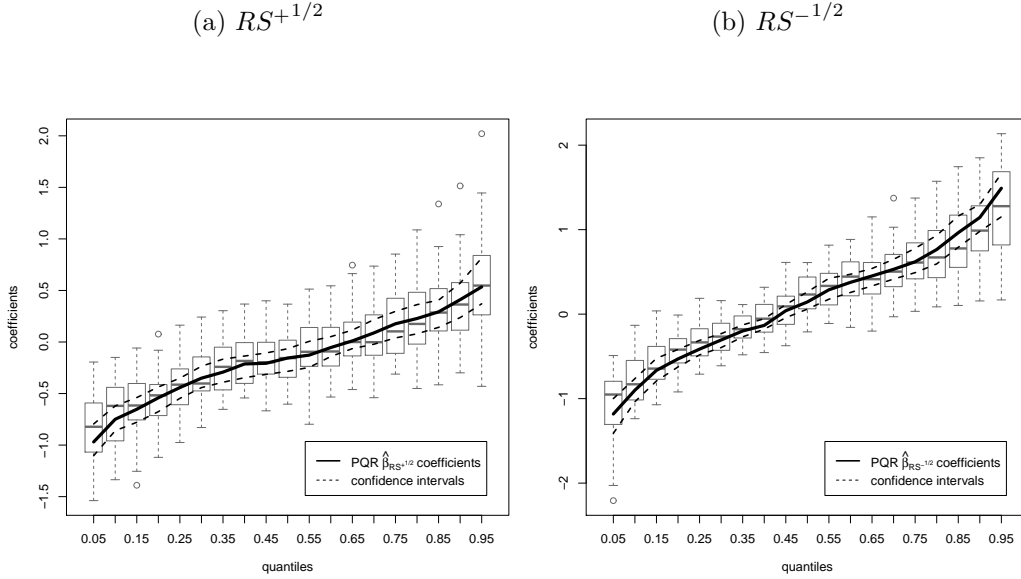 (a) RS^{+1/2}
(b) RS^{−1/2}
coefficients
2.0
1.5
1.0
0.5
0.0
−0.5
−1.0
−1.5
0.05 0.15 0.25 0.35 0.45 0.55 0.65 0.75 0.85 0.95
quantiles
PQR β̂_{RS^{+1/2}} coefficients
confidence intervals
coefficients
2
1
0
−1
−2
0.05 0.15 0.25 0.35 0.45 0.55 0.65 0.75 0.85 0.95
quantiles
PQR β̂_{RS^{−1/2}} coefficients
confidence intervals